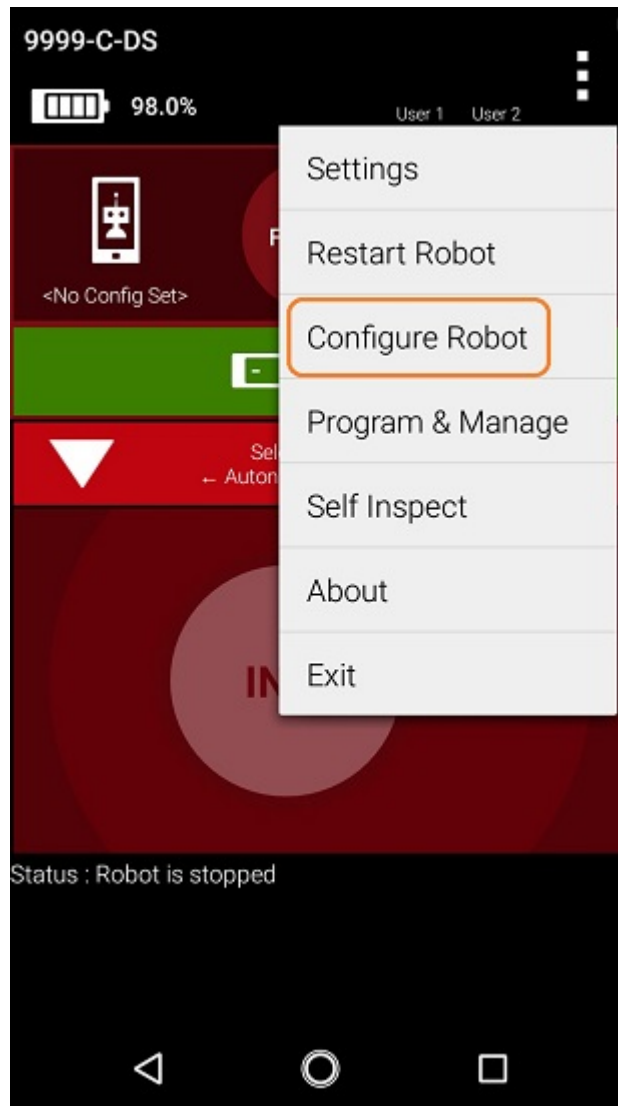 9999-C-DS
98.0%
User 1 User 2
Settings
Restart Robot
<No Config Set>
Configure Robot
Program & Manage
← 
Self Inspect
About
Exit
Status : Robot is stopped